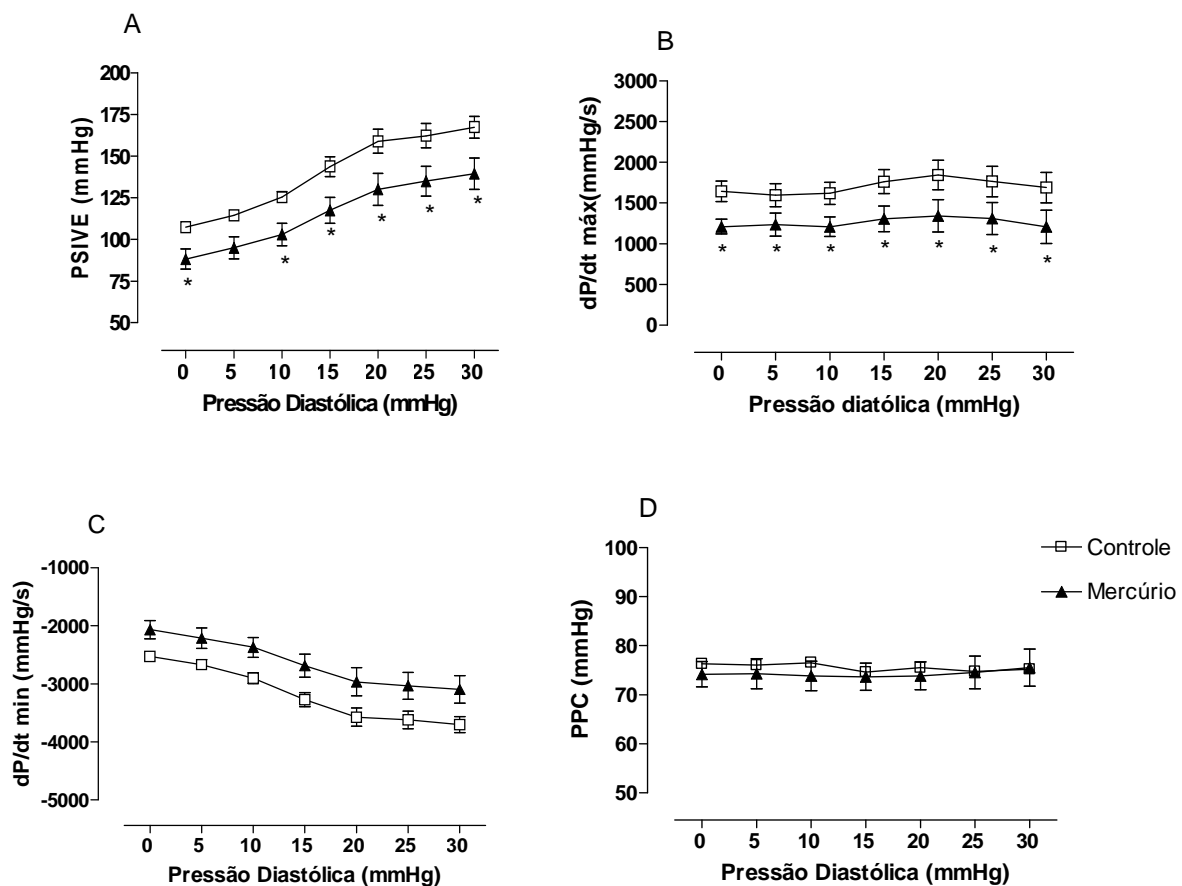 A
PSIVE (mmHg)
200
175
150
125
100
75
50
* * * * * *
0 5 10 15 20 25 30
Pressão Diastólica (mmHg)
B
dP/dt máx(mmHg/s)
3000
2500
2000
1500
1000
500
0
* * * * * * *
0 5 10 15 20 25 30
Pressão diatólica (mmHg)
C
dP/dt min (mmHg/s)
-1000
-2000
-3000
-4000
-5000
0 5 10 15 20 25 30
Pressão Diastólica (mmHg)
D
PPC (mmHg)
100
90
80
70
60
50
0 5 10 15 20 25 30
Pressão Diastólica (mmHg)
Controle
Mercúrio